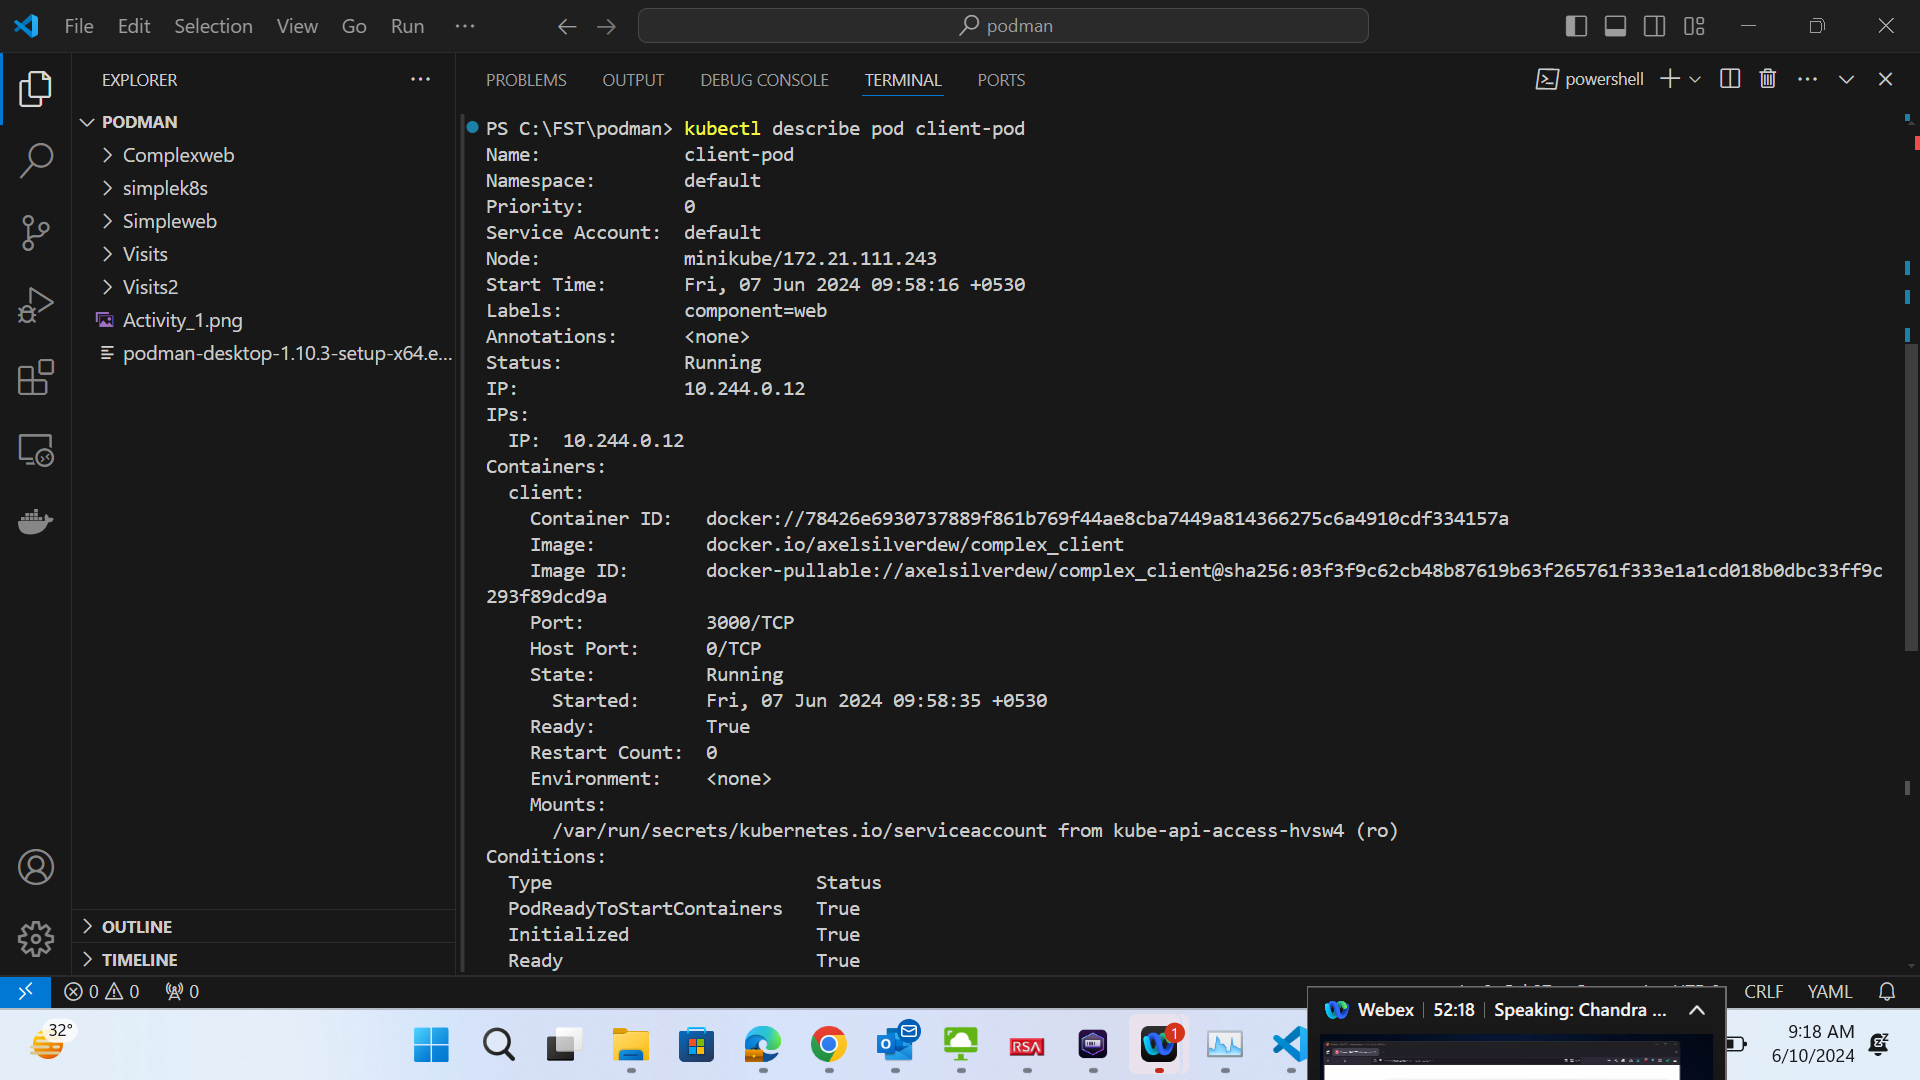 File Edit Selection View Go Run ···
podman
EXPLORER
PODMAN
Complexweb
simplek8s
Simpleweb
Visits
Visits2
Activity_1.png
podman-desktop-1.10.3-setup-x64.e...
OUTLINE
TIMELINE
PROBLEMS OUTPUT DEBUG CONSOLE TERMINAL PORTS
powershell
PS C:\FST\podman> kubectl describe pod client-pod
Name: client-pod
Namespace: default
Priority: 0
Service Account: default
Node: minikube/172.21.111.243
Start Time: Fri, 07 Jun 2024 09:58:16 +0530
Labels: component=web
Annotations: <none>
Status: Running
IP: 10.244.0.12
IPs:
IP: 10.244.0.12
Containers:
client:
Container ID: docker://78426e6930737889f861b769f44ae8cba7449a814366275c6a4910cdf334157a
Image: docker.io/axelsilverdew/complex_client
Image ID: docker-pullable://axelsilverdew/complex_client@sha256:03f3f9c62cb48b87619b63f265761f333e1a1cd018b0dbc33ff9c
293f89dcd9a
Port: 3000/TCP
Host Port: 0/TCP
State: Running
Started: Fri, 07 Jun 2024 09:58:35 +0530
Ready: True
Restart Count: 0
Environment: <none>
Mounts:
/var/run/secrets/kubernetes.io/serviceaccount from kube-api-access-hvsw4 (ro)
Conditions:
Type Status
PodReadyToStartContainers True
Initialized True
Ready True
0 0 0
CRLF YAML
Webex 52:18 Speaking: Chandra ...
32°
RSA
1
9:18 AM
6/10/2024